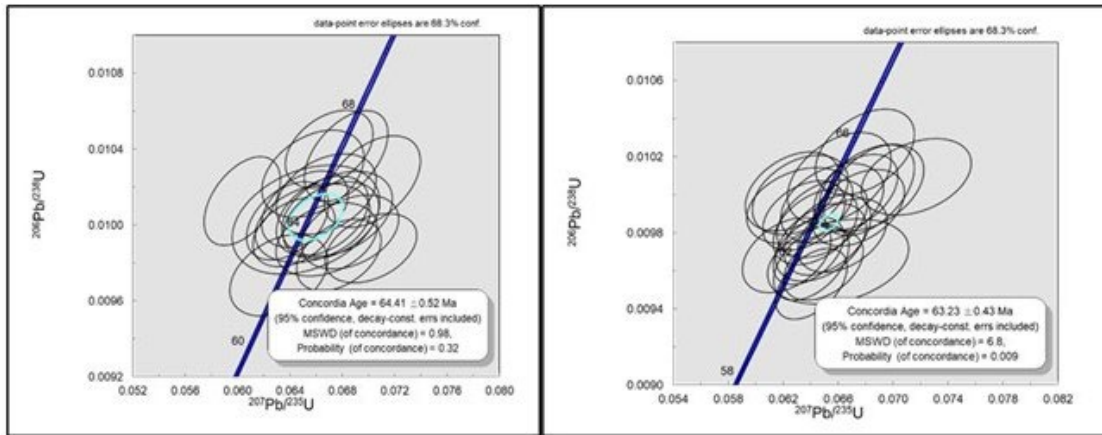 data-point error ellipses are 68.3% conf.
0.0108
0.0104
0.0100
0.0096
0.0092
206Pb/238U
68
64
60
Concordia Age = 64.41 ±0.52 Ma
(95% confidence, decay-const. errs included)
MSWD (of concordance) = 0.98,
Probability (of concordance) = 0.32
0.052 0.056 0.060 0.064 0.068 0.072 0.076 0.080
207Pb/235U
data-point error ellipses are 68.3% conf.
0.0106
0.0102
0.0098
0.0094
0.0090
206Pb/238U
66
58
Concordia Age = 63.23 ±0.43 Ma
(95% confidence, decay-const. errs included)
MSWD (of concordance) = 6.8,
Probability (of concordance) = 0.009
0.054 0.058 0.062 0.066 0.070 0.074 0.078 0.082
207Pb/235U